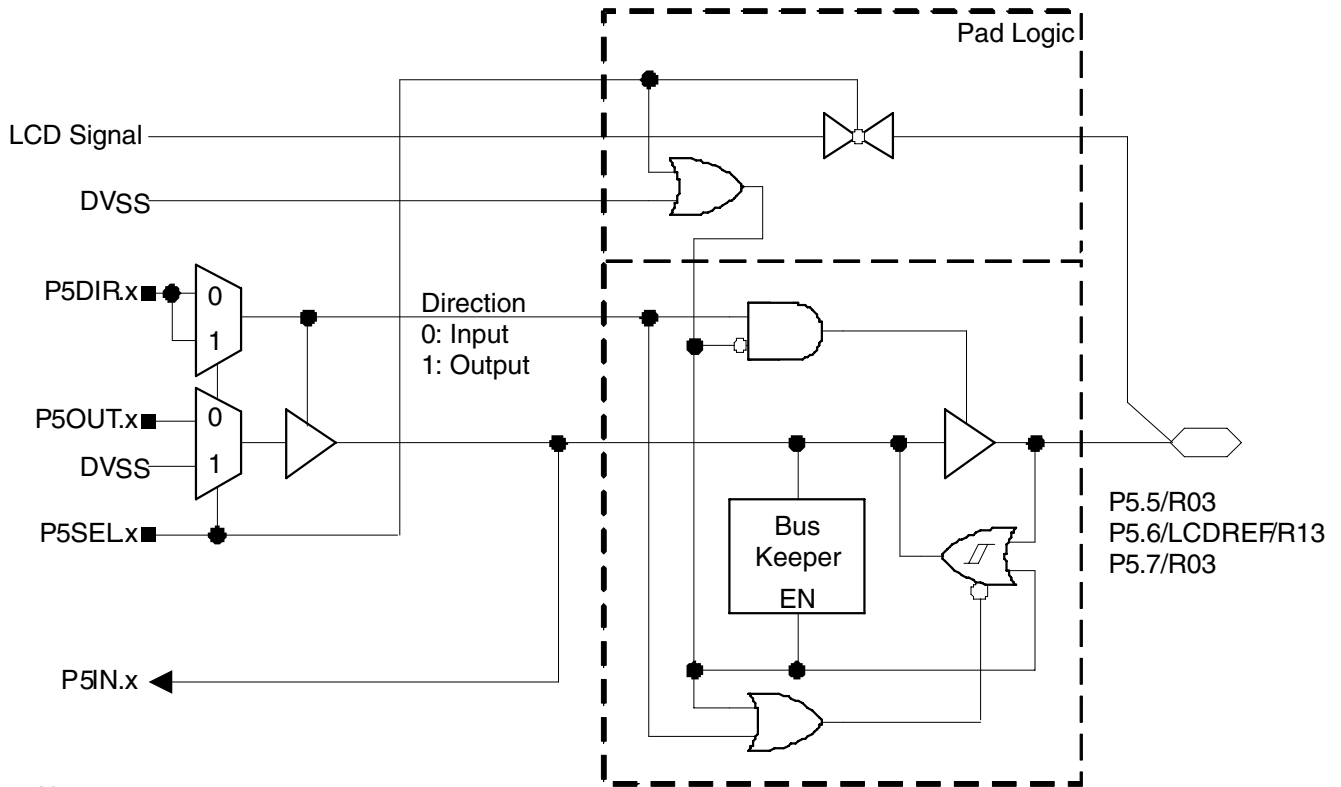 Pad Logic
LCD Signal
DVSS
P5DIR.x
0
1
Direction
0: Input
1: Output
P5OUT.x
0
DVSS
1
P5SEL.x
Bus
Keeper
EN
P5.5/R03
P5.6/LCDREF/R13
P5.7/R03
P5IN.x